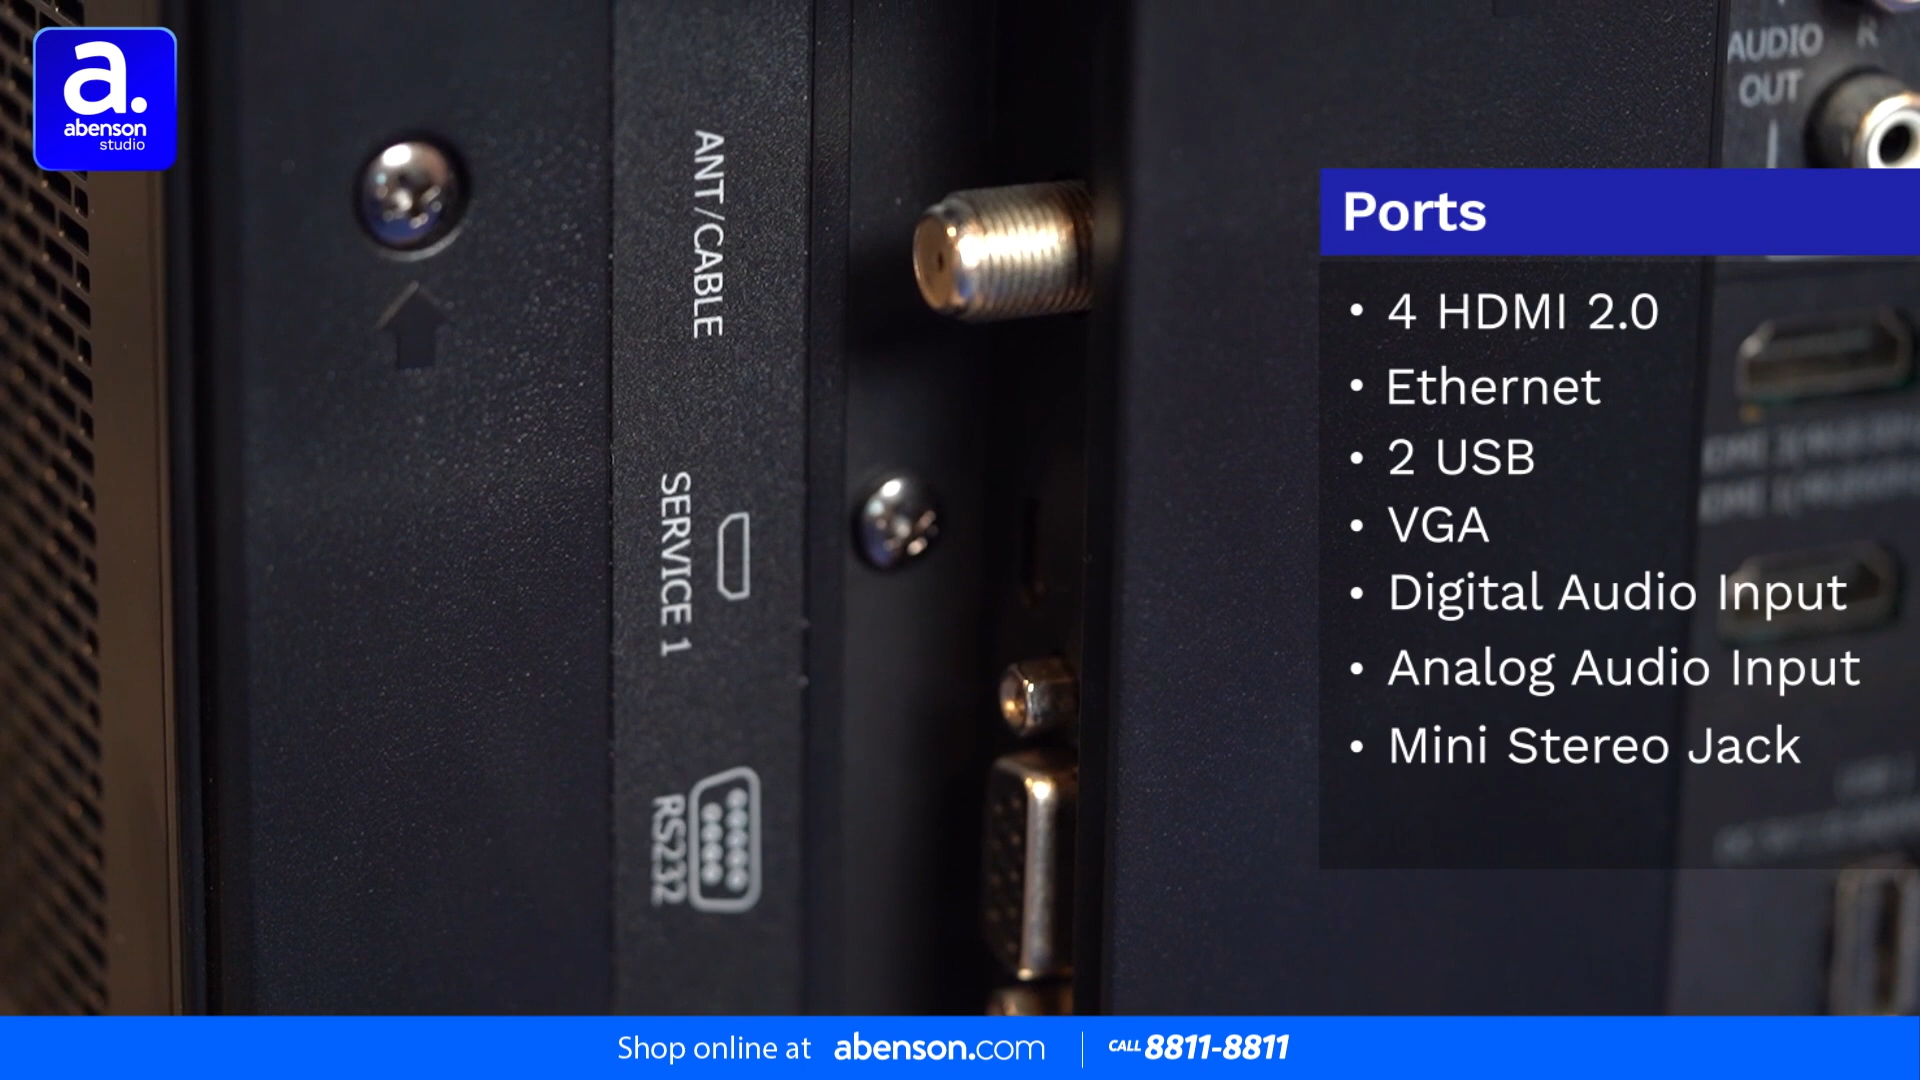 a.
abenson
studio
ANT/CABLE
SERVICE 1
RS232
AUDIO R
OUT
Ports
• 4 HDMI 2.0
• Ethernet
• 2 USB
• VGA
• Digital Audio Input
• Analog Audio Input
• Mini Stereo Jack
Shop online at abenson.com
CALL 8811-8811